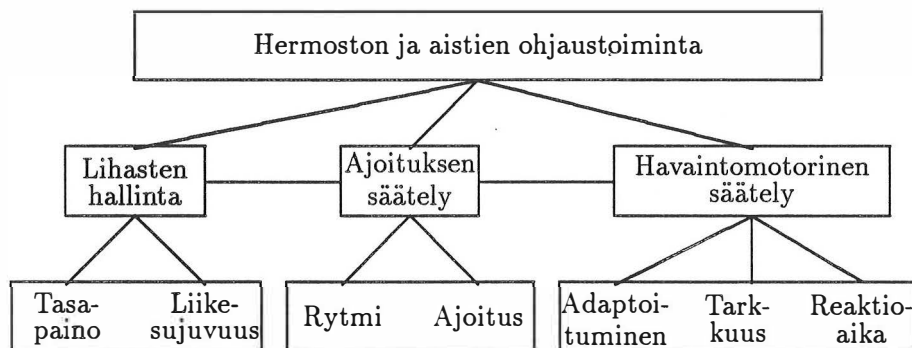 Hermoston ja aistien ohjaustoiminta
Lihasten
hallinta
Ajoituksen
säätely
Havaintomotorinen
säätely
Tasa-
paino
Liike-
sujuvuus
Rytmi
Ajoitus
Adaptoi-
tuminen
Tark-
kuus
Reaktio-
aika